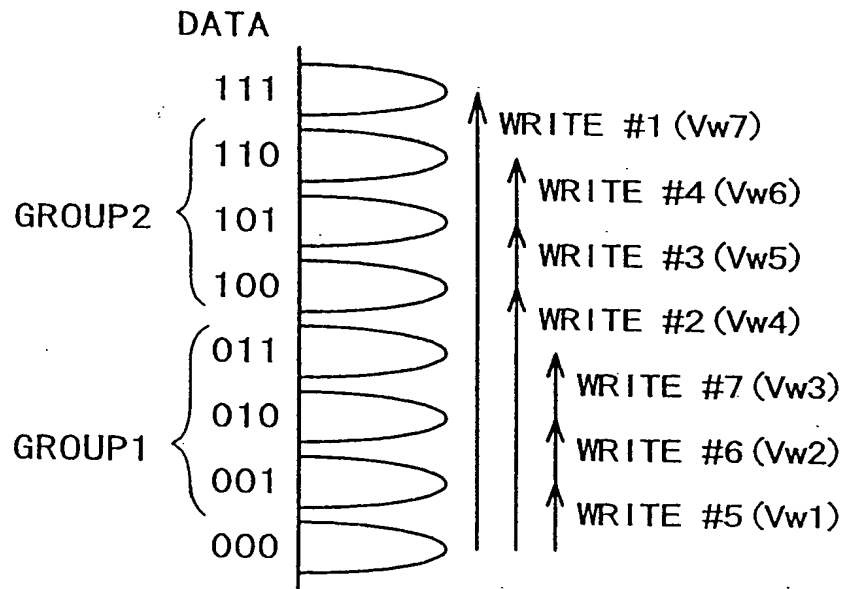 DATA
111
WRITE #1(Vw7)
110
WRITE #4(Vw6)
GROUP2
101
WRITE #3(Vw5)
100
WRITE #2(Vw4)
011
WRITE #7(Vw3)
010
GROUP1
WRITE #6(Vw2)
001
WRITE #5(Vw1)
000